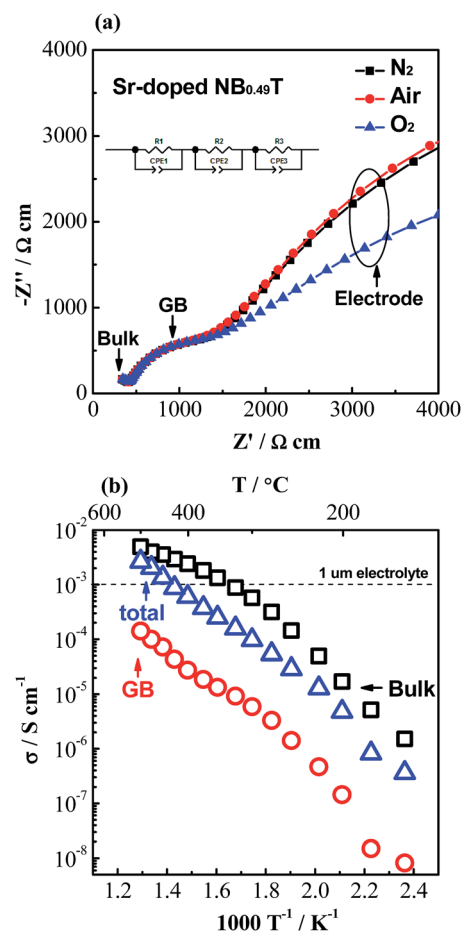 (a)
4000
3000
2000
1000
0
-Z'' / Ω cm
Sr-doped NB0.49T
N2
Air
O2
R1 R2 R3
CPE1 CPE2 CPE3
Bulk
GB
Electrode
0 1000 2000 3000 4000
Z' / Ω cm
(b)
T / °C
600 400 200
10-2
10-3
10-4
10-5
10-6
10-7
10-8
σ / S cm-1
1 um electrolyte
total
GB
Bulk
1.2 1.4 1.6 1.8 2.0 2.2 2.4
1000 T-1 / K-1